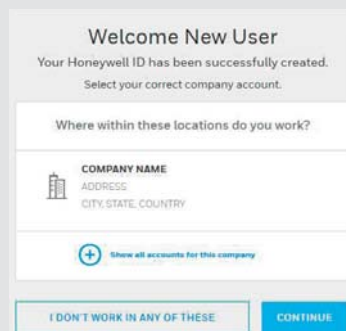 Welcome New User
Your Honeywell ID has been successfully created.
Select your correct company account.
Where within these locations do you work?
COMPANY NAME
ADDRESS
CITY, STATE, COUNTRY
Show all accounts for this company
I DON'T WORK IN ANY OF THESE
CONTINUE